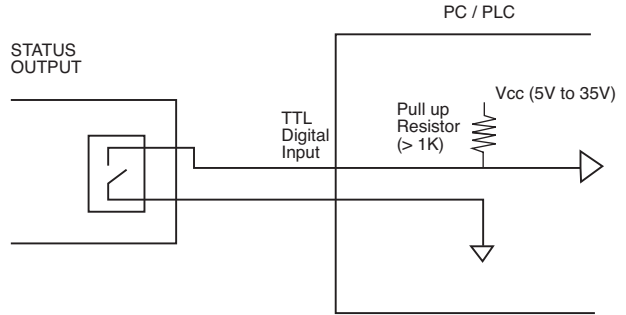 PC / PLC
STATUS
OUTPUT
Vcc (5V to 35V)
Pull up
Resistor
(> 1K)
TTL
Digital
Input